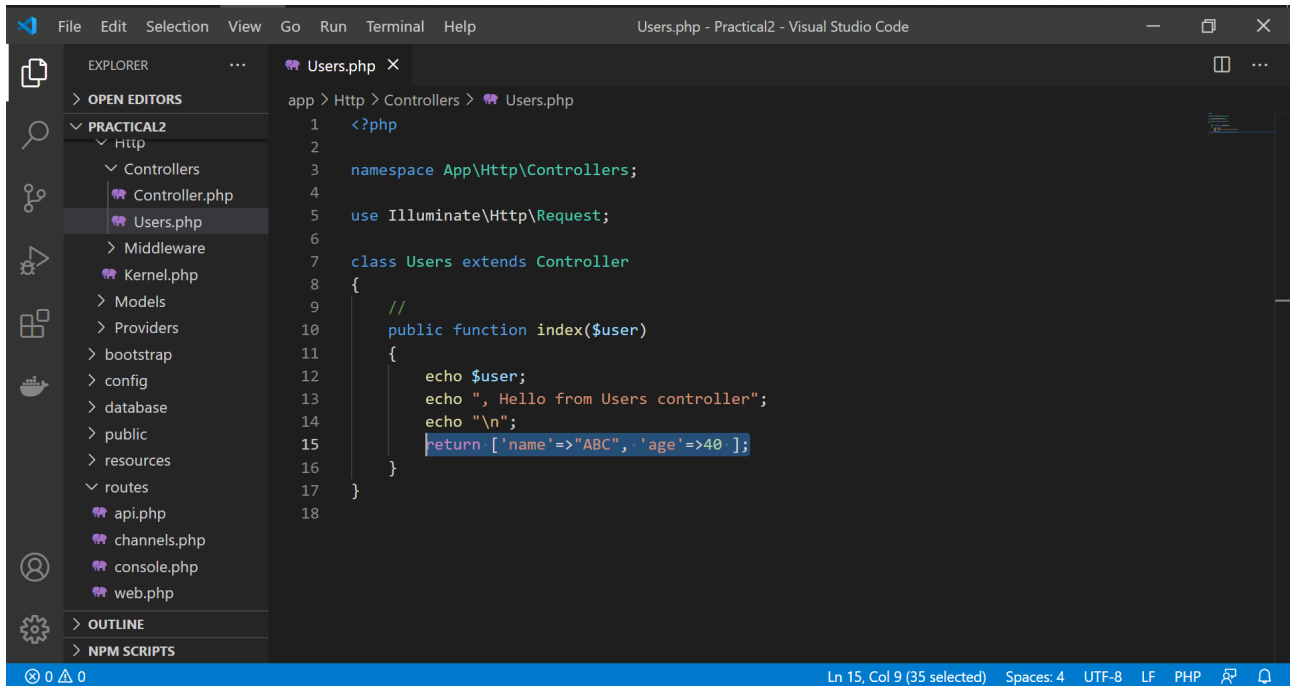 File Edit Selection View Go Run Terminal Help Users.php - Practical2 - Visual Studio Code
EXPLORER ...
> OPEN EDITORS
PRACTICAL2
Http
Controllers
Controller.php
Users.php
> Middleware
Kernel.php
> Models
> Providers
> bootstrap
> config
> database
> public
> resources
routes
api.php
channels.php
console.php
web.php
> OUTLINE
> NPM SCRIPTS
Users.php ×
app > Http > Controllers > Users.php
1 <?php
2
3 namespace App\Http\Controllers;
4
5 use Illuminate\Http\Request;
6
7 class Users extends Controller
8 {
9 //
10 public function index($user)
11 {
12 echo $user;
13 echo ", Hello from Users controller";
14 echo "\n";
15 return ['name'=>"ABC", 'age'=>40 ];
16 }
17 }
18
0 0 Ln 15, Col 9 (35 selected) Spaces: 4 UTF-8 LF PHP